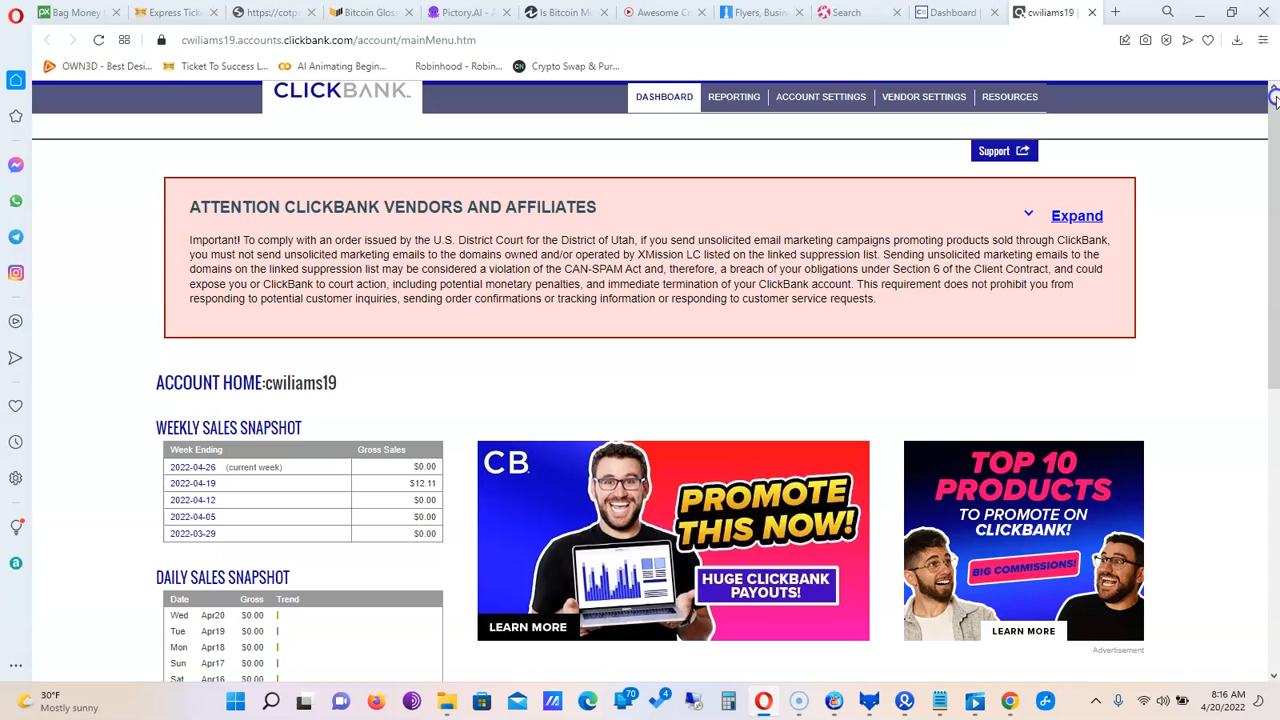 Bag Money
https://co
Pictory AI -
Is Bitcoin M
Awesome C
Flyers, Busin
Search
Dashboard
cwiliams19
cwiliams19.accounts.clickbank.com/account/mainMenu.htm
OWN3D - Best Desi...
Ticket To Success L...
AI Animating Begin...
Robinhood - Robin...
Crypto Swap & Pur...
CLICKBANK
DASHBOARD
REPORTING
ACCOUNT SETTINGS
VENDOR SETTINGS
RESOURCES
Support
ATTENTION CLICKBANK VENDORS AND AFFILIATES
Expand
Important! To comply with an order issued by the U.S. District Court for the District of Utah, if you send unsolicited email marketing campaigns promoting products sold through ClickBank,
you must not send unsolicited marketing emails to the domains owned and/or operated by XMission LC listed on the linked suppression list. Sending unsolicited marketing emails to the
domains on the linked suppression list may be considered a violation of the CAN-SPAM Act and, therefore, a breach of your obligations under Section 6 of the Client Contract, and could
expose you or ClickBank to court action, including potential monetary penalties, and immediate termination of your ClickBank account. This requirement does not prohibit you from
responding to potential customer inquiries, sending order confirmations or tracking information or responding to customer service requests.
ACCOUNT HOME:cwiliams19
WEEKLY SALES SNAPSHOT
Week Ending Gross Sales
2022-04-26 (current week) $0.00
2022-04-19 $12.11
2022-04-12 $0.00
2022-04-05 $0.00
2022-03-29 $0.00
DAILY SALES SNAPSHOT
Date Gross Trend
Wed Apr20 $0.00
Tue Apr19 $0.00
Mon Apr18 $0.00
Sun Apr17 $0.00
Sat Apr16 $0.00
CB
PROMOTE
THIS NOW!
HUGE CLICKBANK
PAYOUTS!
LEARN MORE
TOP 10
PRODUCTS
TO PROMOTE ON
CLICKBANK!
BIG COMMISSIONS!
LEARN MORE
Advertisement
30°F
Mostly sunny
70
4
8:16 AM
4/20/2022